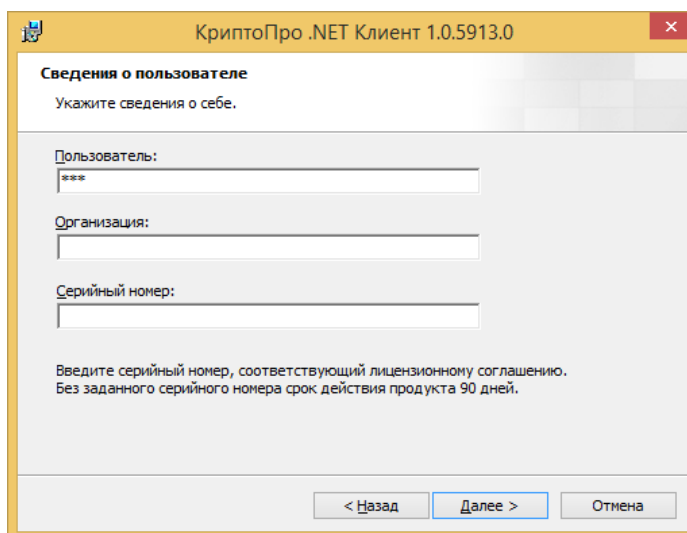 КриптоПро .NET Клиент 1.0.5913.0
Сведения о пользователе
Укажите сведения о себе.
Пользователь:
***
Организация:
Серийный номер:
Введите серийный номер, соответствующий лицензионному соглашению.
Без заданного серийного номера срок действия продукта 90 дней.
< Назад Далее > Отмена